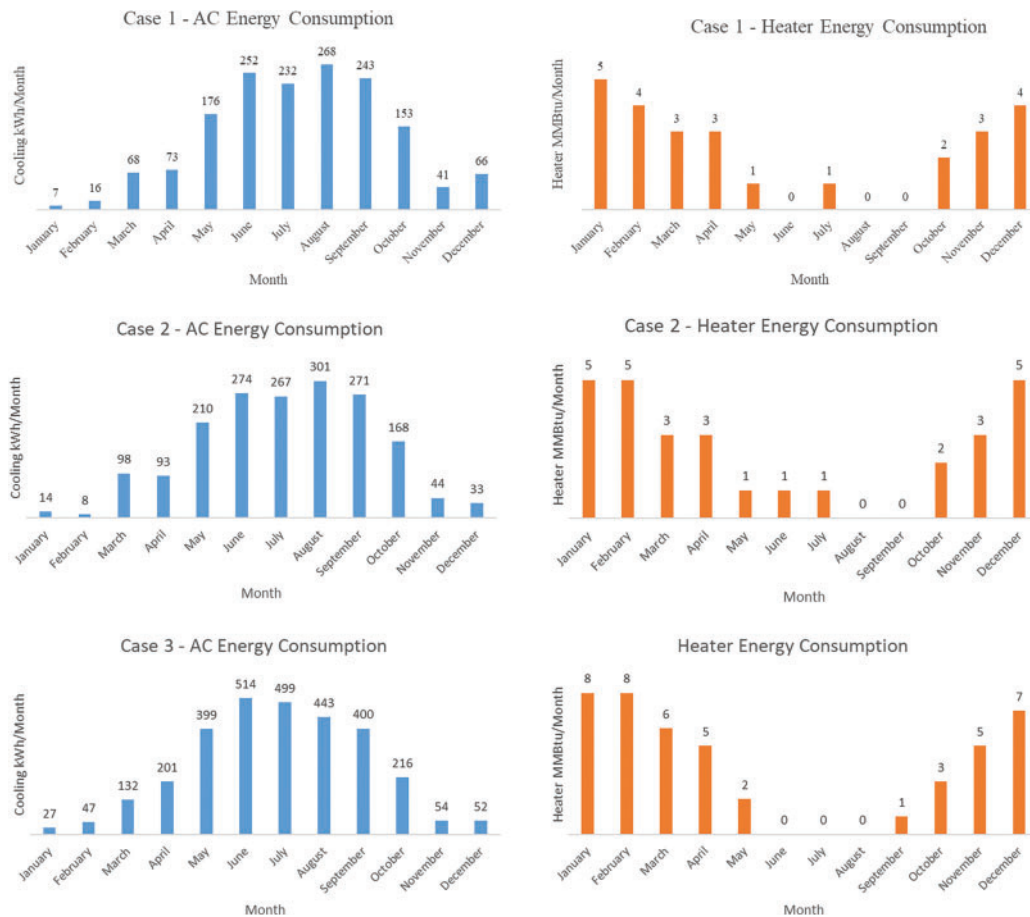 Case 1 - AC Energy Consumption
Cooling kWh/Month
7 16 68 73 176 252 232 268 243 153 41 66
January February March April May June July August September October November December
Month
Case 1 - Heater Energy Consumption
Heater MMBtu/Month
5 4 3 3 1 0 1 0 0 2 3 4
January February March April May June July August September October November December
Month
Case 2 - AC Energy Consumption
Cooling kWh/Month
14 8 98 93 210 274 267 301 271 168 44 33
January February March April May June July August September October November December
Month
Case 2 - Heater Energy Consumption
Heater MMBtu/Month
5 5 3 3 1 1 1 0 0 2 3 5
January February March April May June July August September October November December
Month
Case 3 - AC Energy Consumption
Cooling kWh/Month
27 47 132 201 399 514 499 443 400 216 54 52
January February March April May June July August September October November December
Month
Heater Energy Consumption
Heater MMBtu/Month
8 8 6 5 2 0 0 0 1 3 5 7
January February March April May June July August September October November December
Month